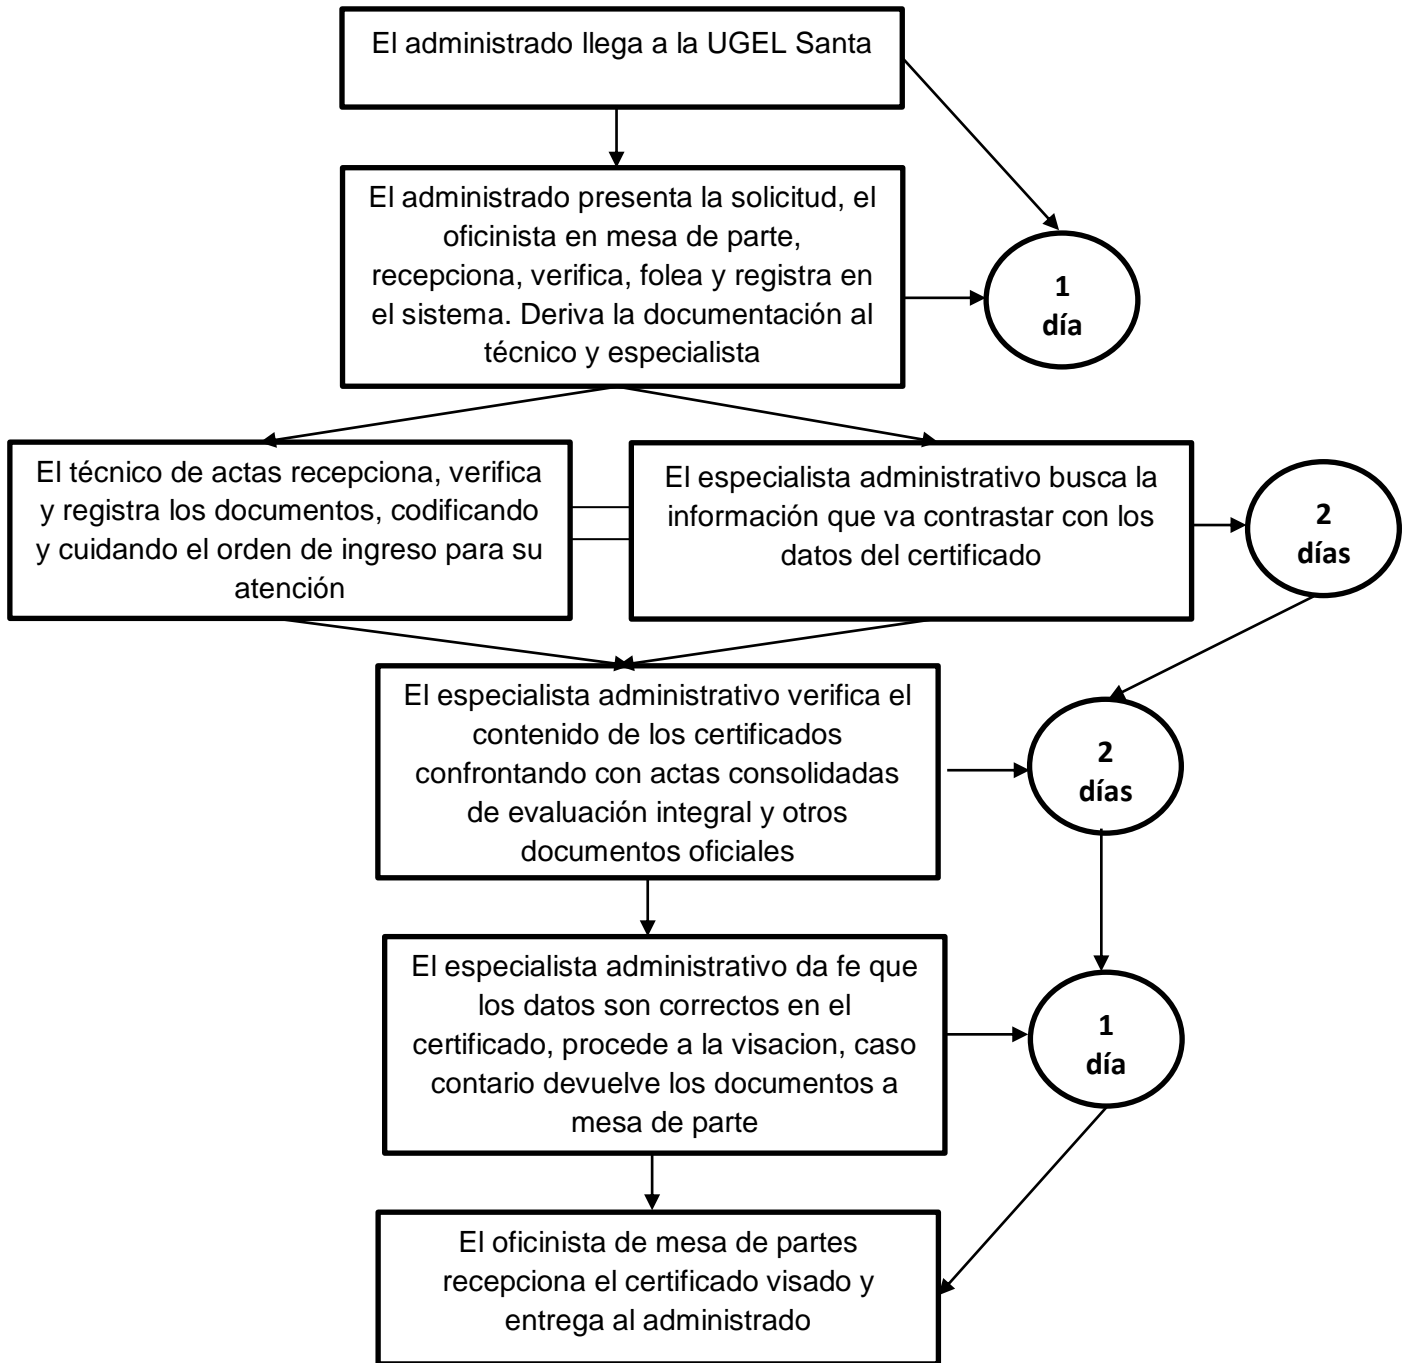 El administrado llega a la UGEL Santa
El administrado presenta la solicitud, el
oficinista en mesa de parte,
recepciona, verifica, folea y registra en
el sistema. Deriva la documentación al
técnico y especialista
1
día
El técnico de actas recepciona, verifica
y registra los documentos, codificando
y cuidando el orden de ingreso para su
atención
El especialista administrativo busca la
información que va contrastar con los
datos del certificado
2
días
El especialista administrativo verifica el
contenido de los certificados
confrontando con actas consolidadas
de evaluación integral y otros
documentos oficiales
2
días
El especialista administrativo da fe que
los datos son correctos en el
certificado, procede a la visacion, caso
contario devuelve los documentos a
mesa de parte
1
día
El oficinista de mesa de partes
recepciona el certificado visado y
entrega al administrado